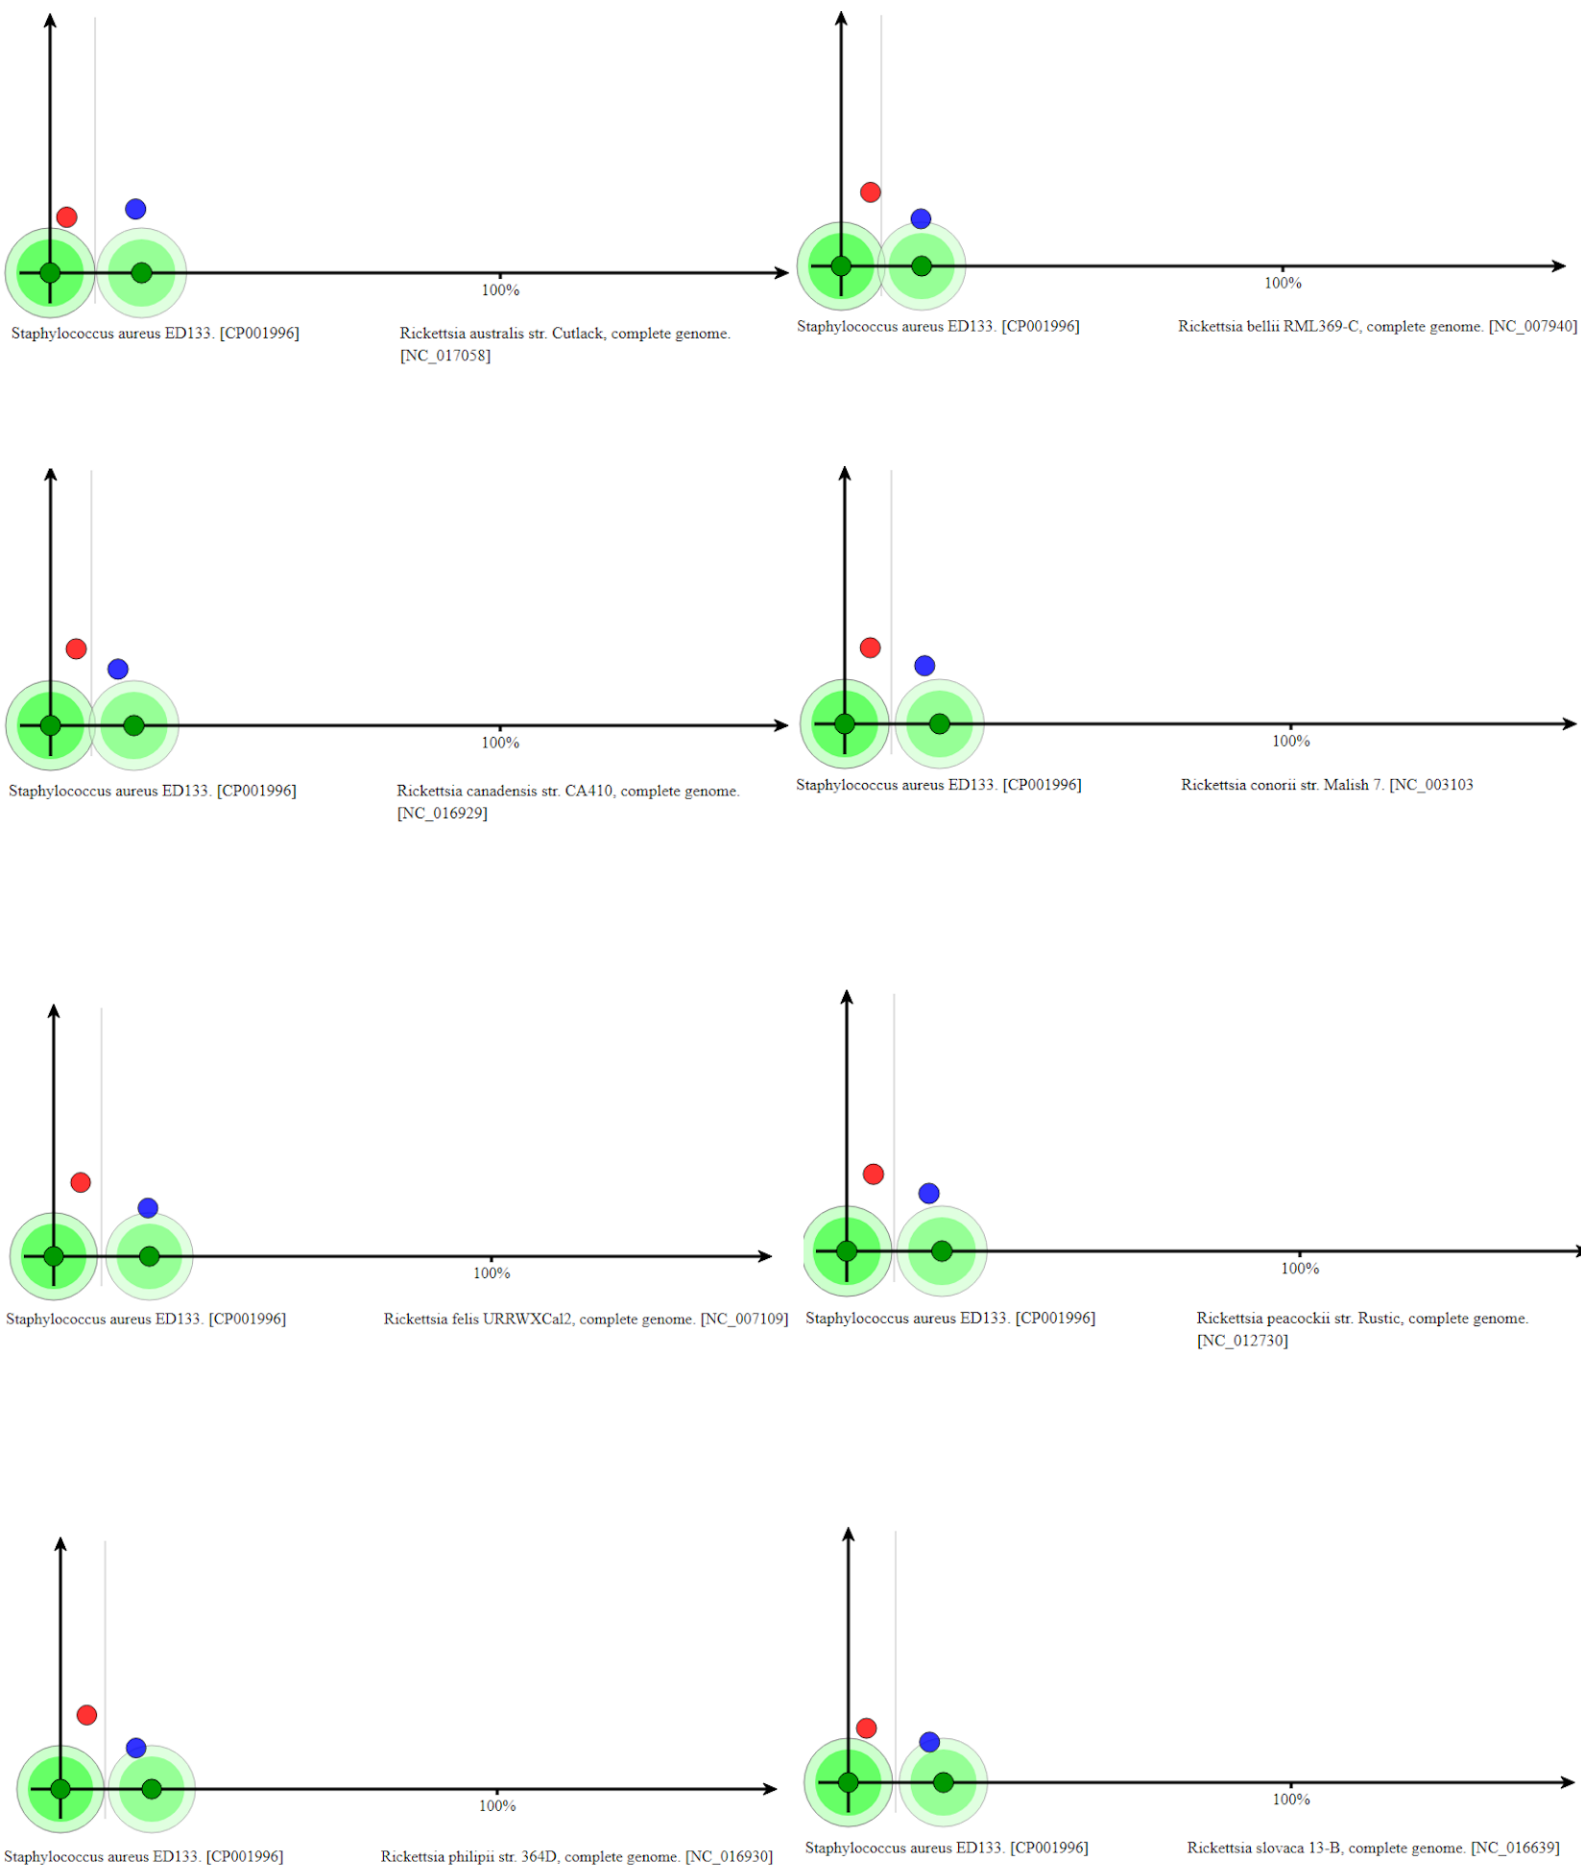 100%
Staphylococcus aureus ED133. [CP001996]
Rickettsia australis str. Cutlack, complete genome.
[NC_017058]
100%
Staphylococcus aureus ED133. [CP001996]
Rickettsia bellii RML369-C, complete genome. [NC_007940]
100%
Staphylococcus aureus ED133. [CP001996]
Rickettsia canadensis str. CA410, complete genome.
[NC_016929]
100%
Staphylococcus aureus ED133. [CP001996]
Rickettsia conorii str. Malish 7. [NC_003103
100%
Staphylococcus aureus ED133. [CP001996]
Rickettsia felis URRWXCal2, complete genome. [NC_007109]
100%
Staphylococcus aureus ED133. [CP001996]
Rickettsia peacockii str. Rustic, complete genome.
[NC_012730]
100%
Staphylococcus aureus ED133. [CP001996]
Rickettsia philipii str. 364D, complete genome. [NC_016930]
100%
Staphylococcus aureus ED133. [CP001996]
Rickettsia slovaca 13-B, complete genome. [NC_016639]